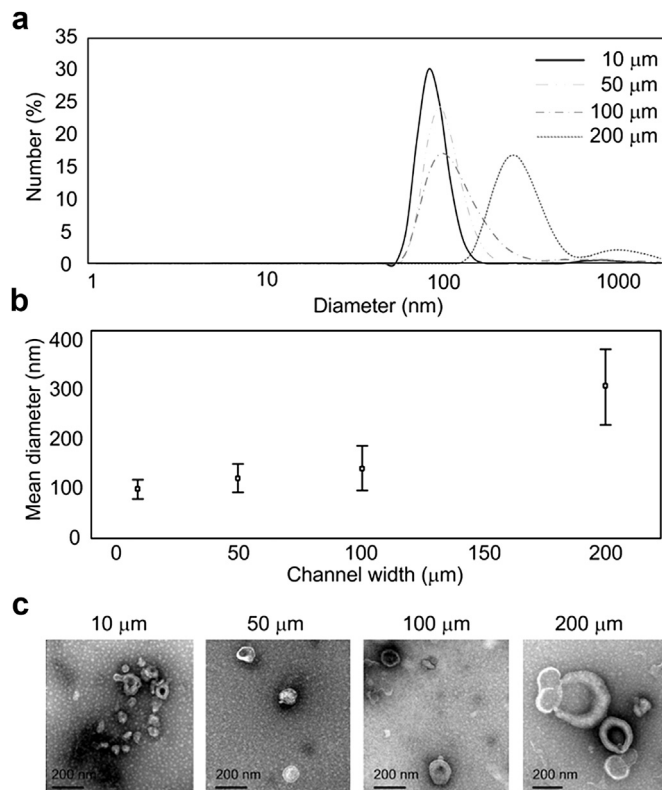 a
35
30
25
20
15
10
5
0
Number (%)
10 μm
50 μm
100 μm
200 μm
1 10 100 1000
Diameter (nm)
b
400
300
200
100
0
Mean diameter (nm)
0 50 100 150 200
Channel width (μm)
c
10 μm 50 μm 100 μm 200 μm
200 nm 200 nm 200 nm 200 nm